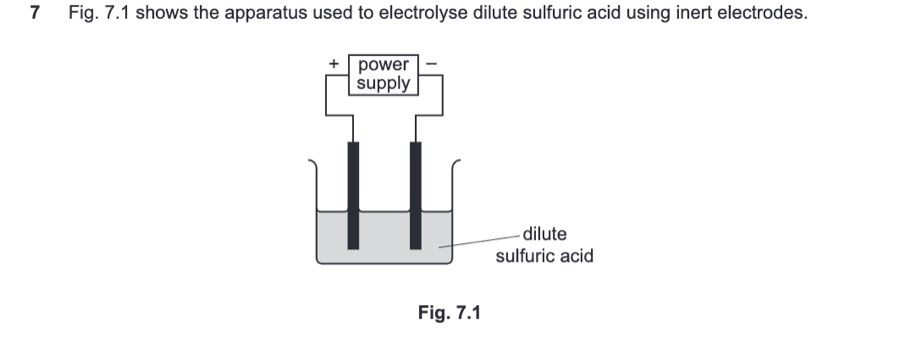 7 Fig. 7.1 shows the apparatus used to electrolyse dilute sulfuric acid using inert electrodes.
+ power –
supply
dilute
sulfuric acid
Fig. 7.1